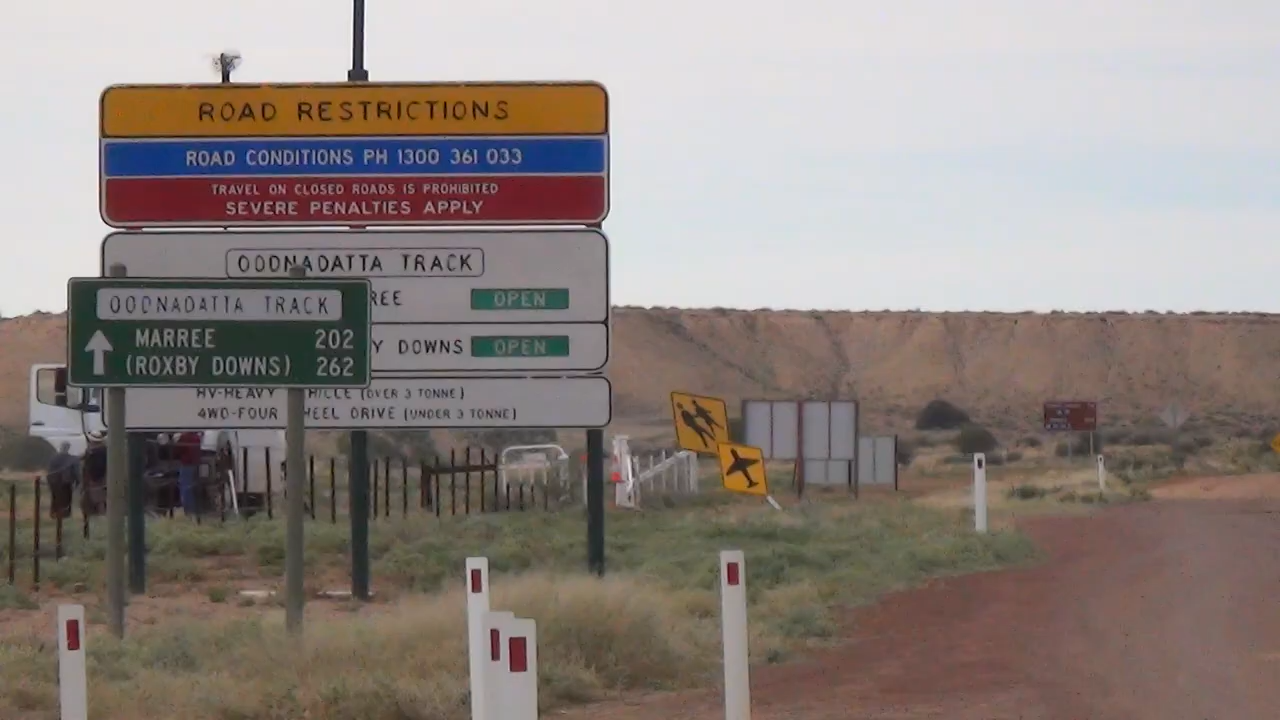 ROAD RESTRICTIONS
ROAD CONDITIONS PH 1300 361 033
TRAVEL ON CLOSED ROADS IS PROHIBITED
SEVERE PENALTIES APPLY
OODNADATTA TRACK
REE OPEN
Y DOWNS OPEN
HV-HEAVY HICLE (OVER 3 TONNE)
4WD-FOUR HEEL DRIVE (UNDER 3 TONNE)
OODNADATTA TRACK
MARREE 202
(ROXBY DOWNS) 262